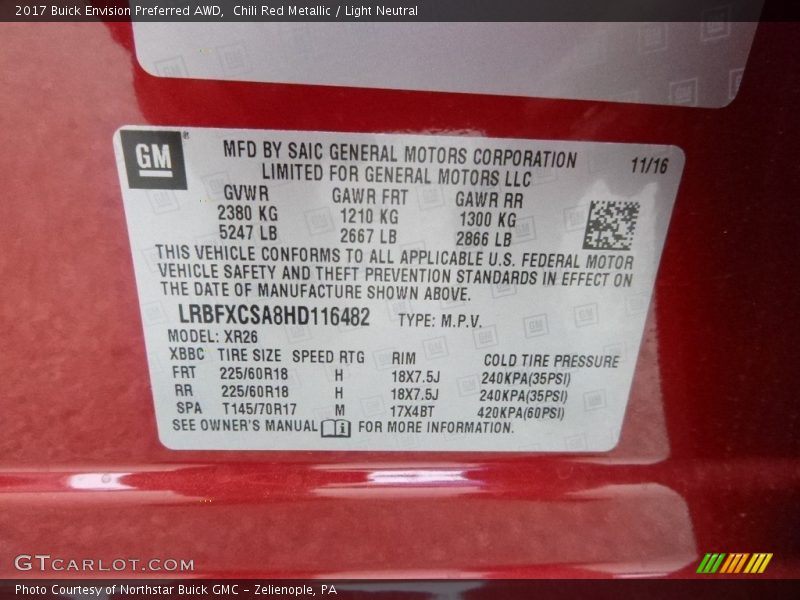 2017 Buick Envision Preferred AWD,  Chili Red Metallic / Light Neutral
GM ®
MFD BY SAIC GENERAL MOTORS CORPORATION 11/16
LIMITED FOR GENERAL MOTORS LLC
GVWR GAWR FRT GAWR RR
2380 KG 1210 KG 1300 KG
5247 LB 2667 LB 2866 LB
THIS VEHICLE CONFORMS TO ALL APPLICABLE U.S. FEDERAL MOTOR
VEHICLE SAFETY AND THEFT PREVENTION STANDARDS IN EFFECT ON
THE DATE OF MANUFACTURE SHOWN ABOVE.
LRBFXCSA8HD116482 TYPE: M.P.V.
MODEL: XR26
XBBC TIRE SIZE SPEED RTG RIM COLD TIRE PRESSURE
FRT 225/60R18 H 18X7.5J 240KPA(35PSI)
RR 225/60R18 H 18X7.5J 240KPA(35PSI)
SPA T145/70R17 M 17X4BT 420KPA(60PSI)
SEE OWNER'S MANUAL FOR MORE INFORMATION.
GTCARLOT.COM
Photo Courtesy of Northstar Buick GMC - Zelienople, PA